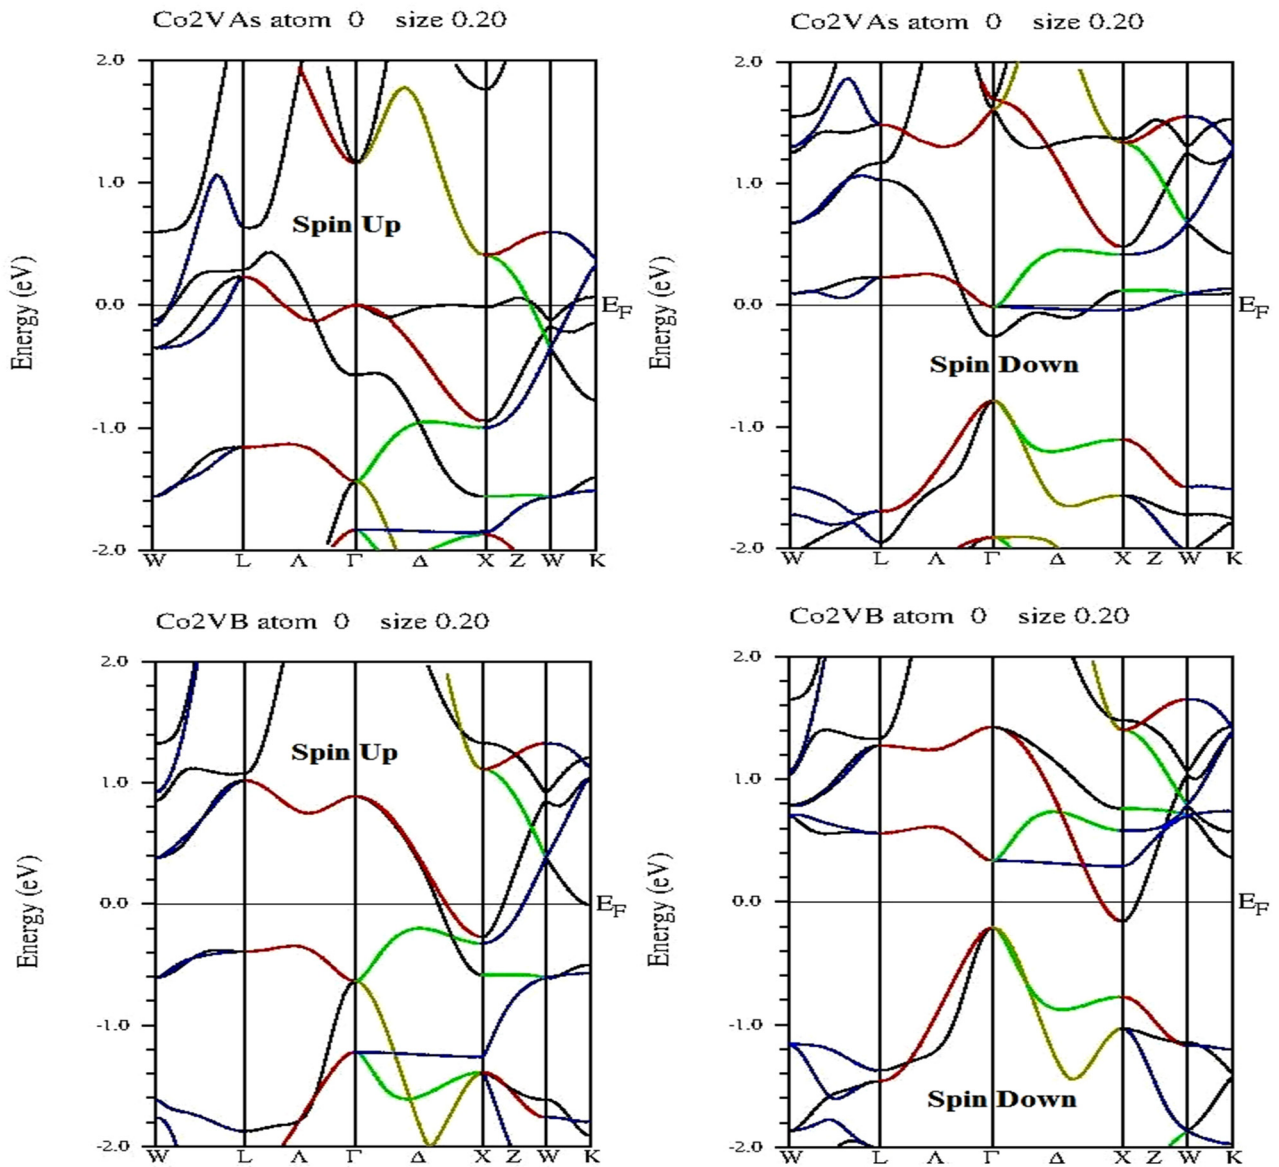 Co2VAs atom 0 size 0.20
2.0
1.0
0.0
-1.0
-2.0
Energy (eV)
Spin Up
E_F
W L Λ Γ Δ X Z W K
Co2VAs atom 0 size 0.20
2.0
1.0
0.0
-1.0
-2.0
Energy (eV)
Spin Down
E_F
W L Λ Γ Δ X Z W K
Co2VB atom 0 size 0.20
2.0
1.0
0.0
-1.0
-2.0
Energy (eV)
Spin Up
E_F
W L Λ Γ Δ X Z W K
Co2VB atom 0 size 0.20
2.0
1.0
0.0
-1.0
-2.0
Energy (eV)
Spin Down
E_F
W L Λ Γ Δ X Z W K